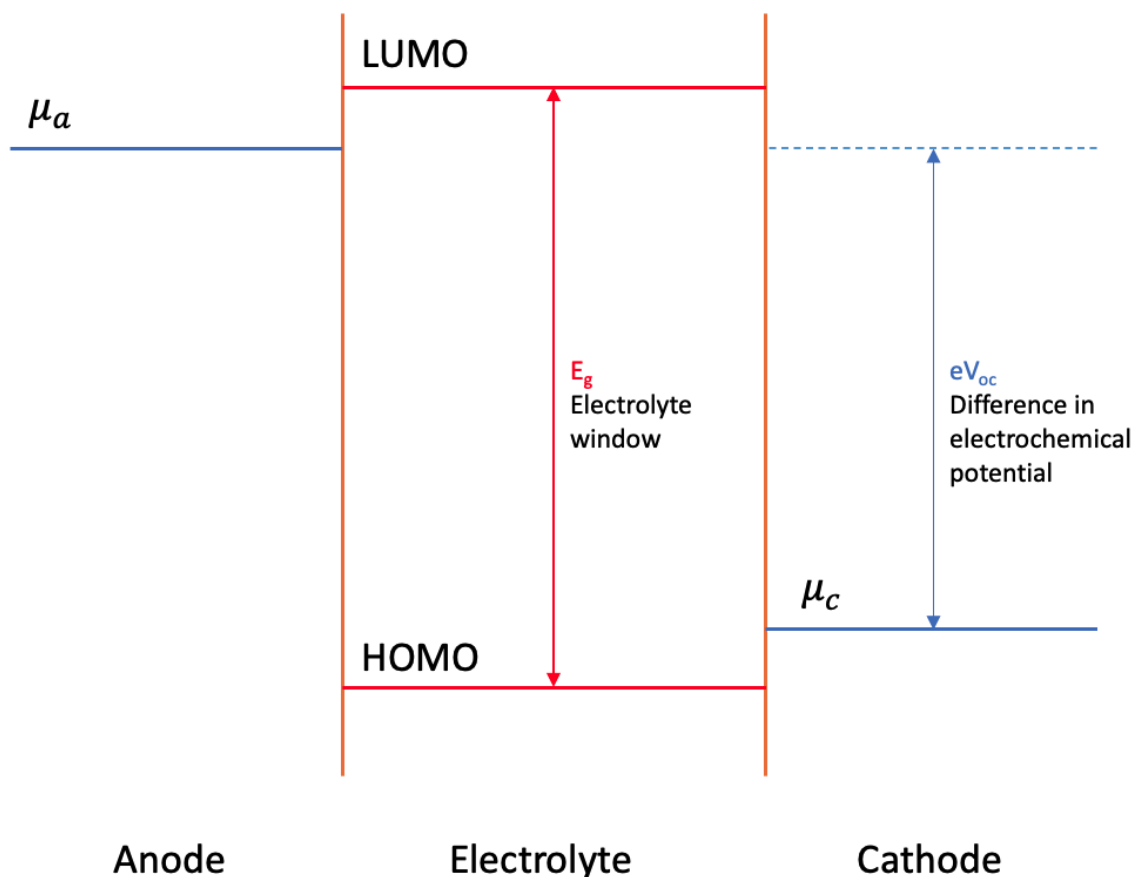 LUMO
μa
Eg
Electrolyte
window
eVoc
Difference in
electrochemical
potential
μc
HOMO
Anode
Electrolyte
Cathode